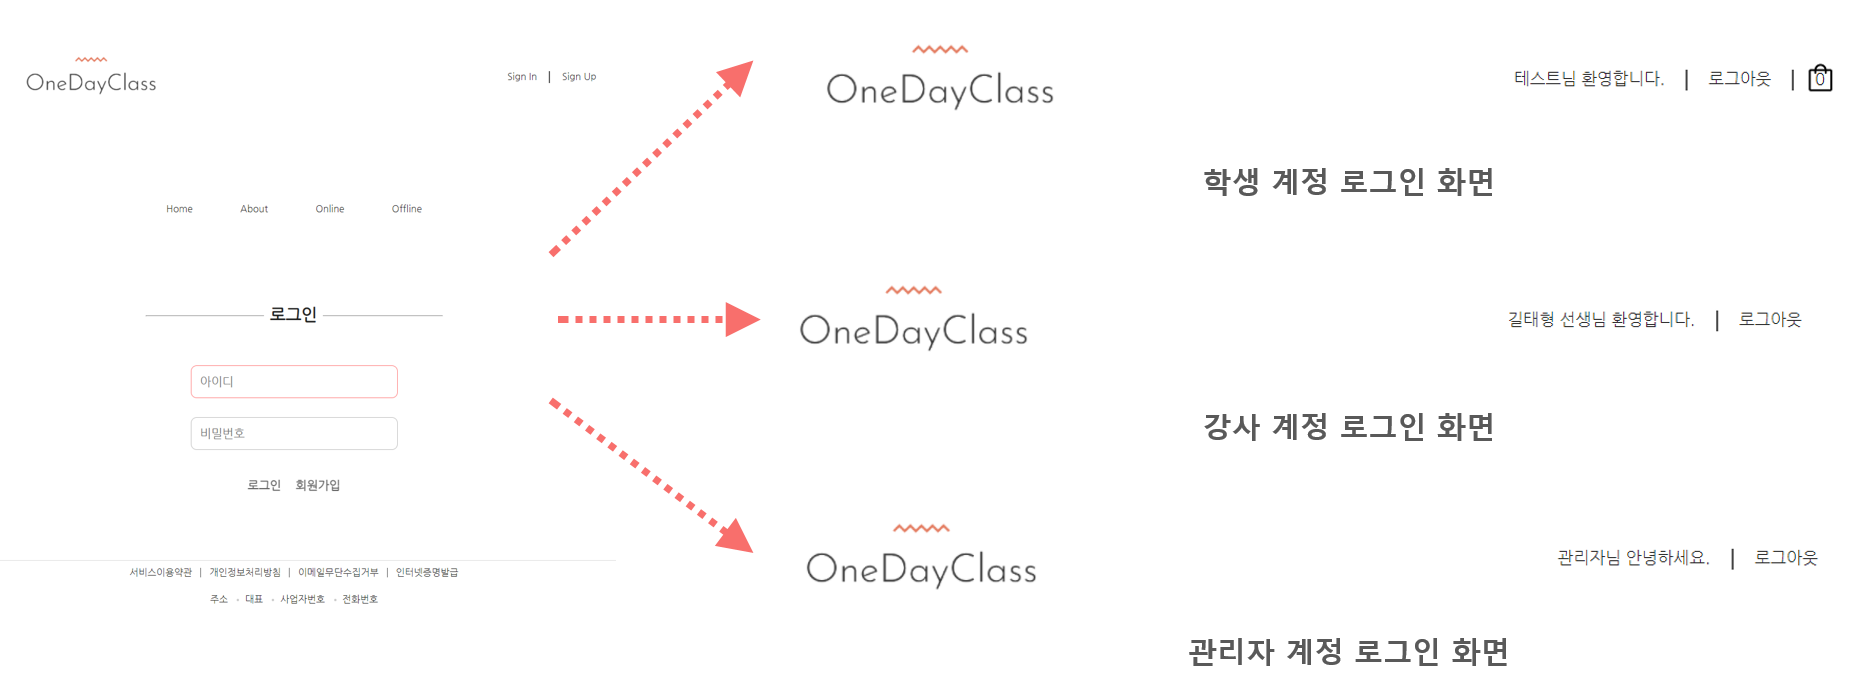 OneDayClass
Sign In | Sign Up
Home About Online Offline
로그인
아이디
비밀번호
로그인 회원가입
서비스이용약관 | 개인정보처리방침 | 이메일무단수집거부 | 인터넷증명발급
주소 • 대표 • 사업자번호 • 전화번호
OneDayClass
테스트님 환영합니다. | 로그아웃 | 0
학생 계정 로그인 화면
OneDayClass
길태형 선생님 환영합니다. | 로그아웃
강사 계정 로그인 화면
OneDayClass
관리자님 안녕하세요. | 로그아웃
관리자 계정 로그인 화면